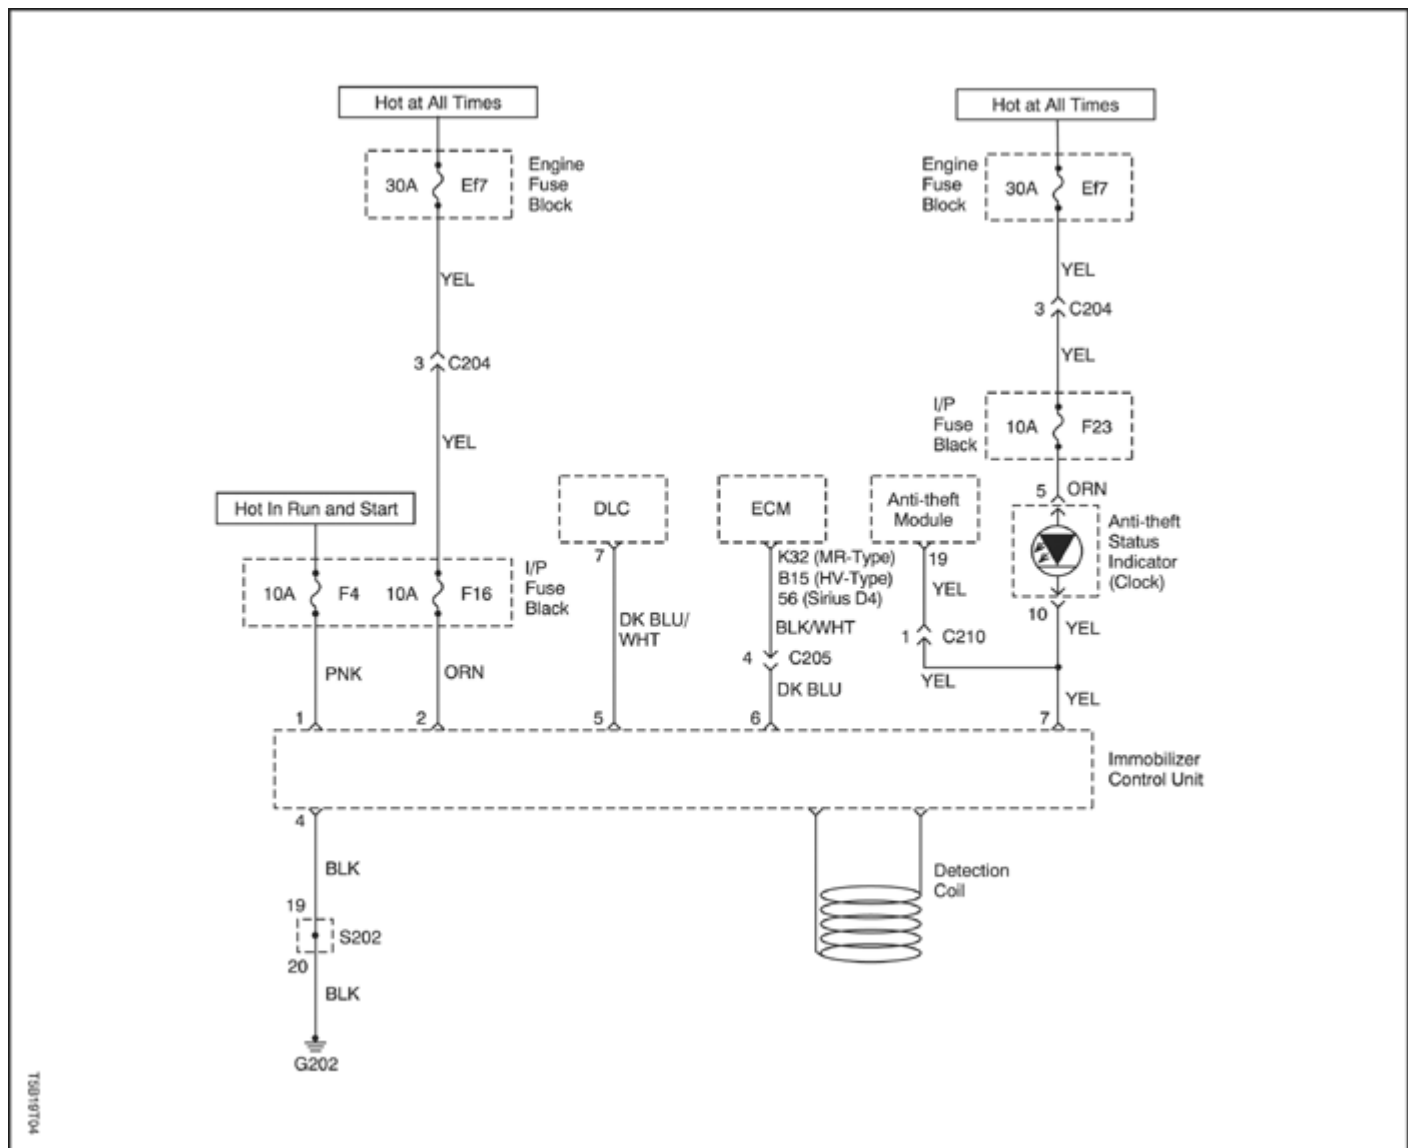 Hot at All Times
Hot at All Times
30A Ef7
Engine
Fuse
Block
Engine
Fuse
Block
30A Ef7
YEL
YEL
3 C204
YEL
3 C204
YEL
I/P
Fuse
Black
10A F23
5 ORN
Anti-theft
Status
Indicator
(Clock)
10
YEL
Hot In Run and Start
10A F4 10A F16
I/P
Fuse
Black
PNK
ORN
DLC
7
DK BLU/
WHT
ECM
K32 (MR-Type)
B15 (HV-Type)
56 (Sirius D4)
BLK/WHT
4 C205
DK BLU
Anti-theft
Module
19
YEL
1 C210
YEL
YEL
1 2 5 6 7
Immobilizer
Control Unit
4
BLK
19
S202
20
BLK
G202
Detection
Coil
T5B19T04